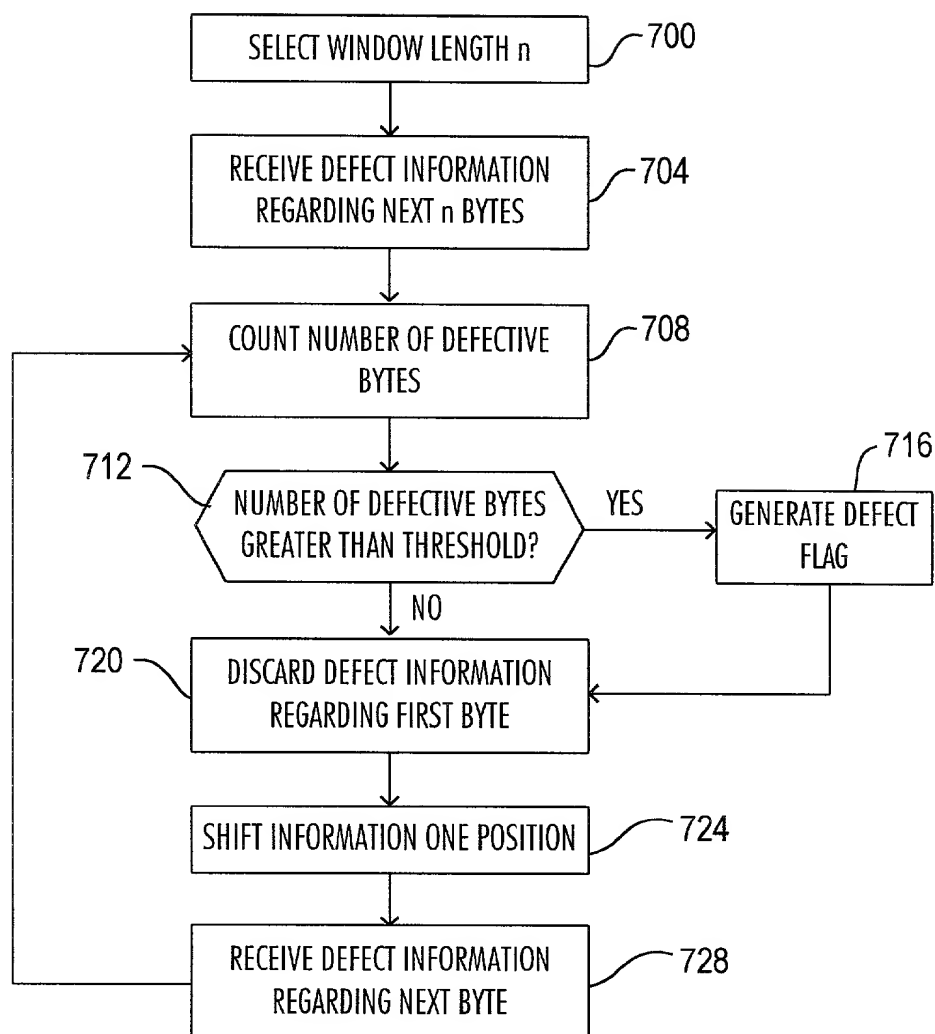 SELECT WINDOW LENGTH n
700
RECEIVE DEFECT INFORMATION
REGARDING NEXT n BYTES
704
COUNT NUMBER OF DEFECTIVE
BYTES
708
712
NUMBER OF DEFECTIVE BYTES
GREATER THAN THRESHOLD?
YES
716
GENERATE DEFECT
FLAG
NO
720
DISCARD DEFECT INFORMATION
REGARDING FIRST BYTE
SHIFT INFORMATION ONE POSITION
724
RECEIVE DEFECT INFORMATION
REGARDING NEXT BYTE
728